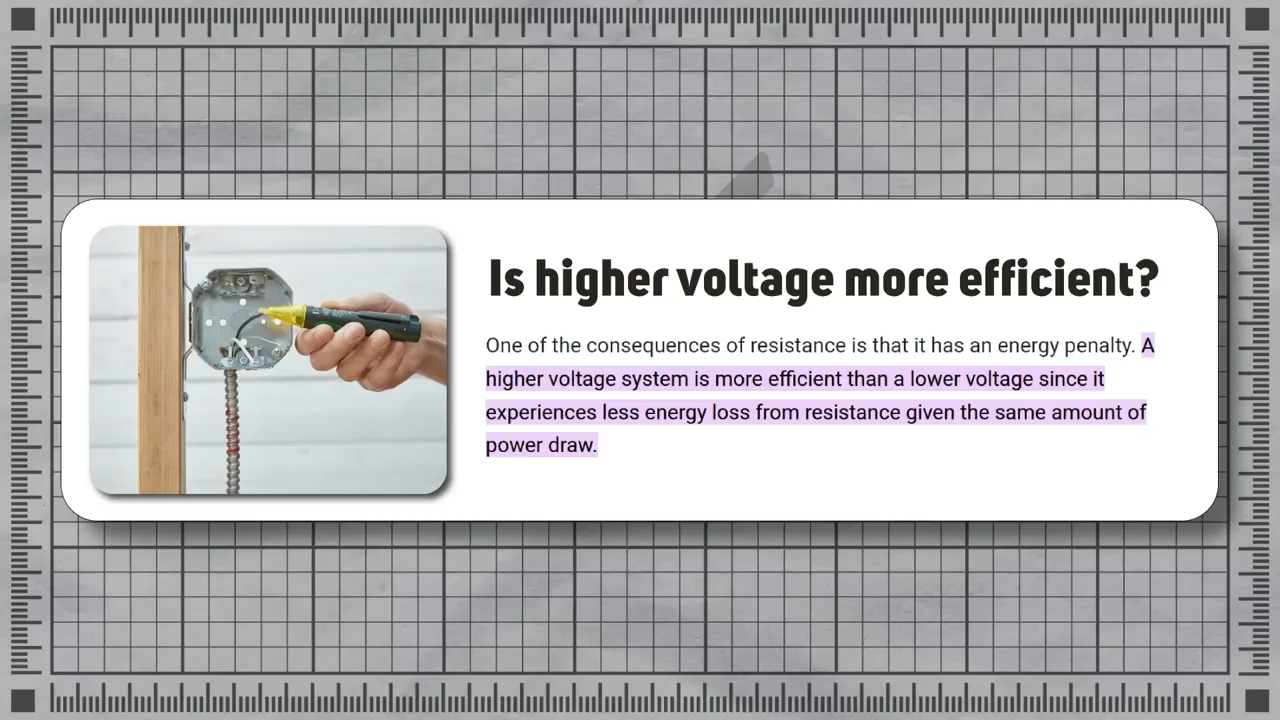 Is higher voltage more efficient?
One of the consequences of resistance is that it has an energy penalty. A
higher voltage system is more efficient than a lower voltage since it
experiences less energy loss from resistance given the same amount of
power draw.